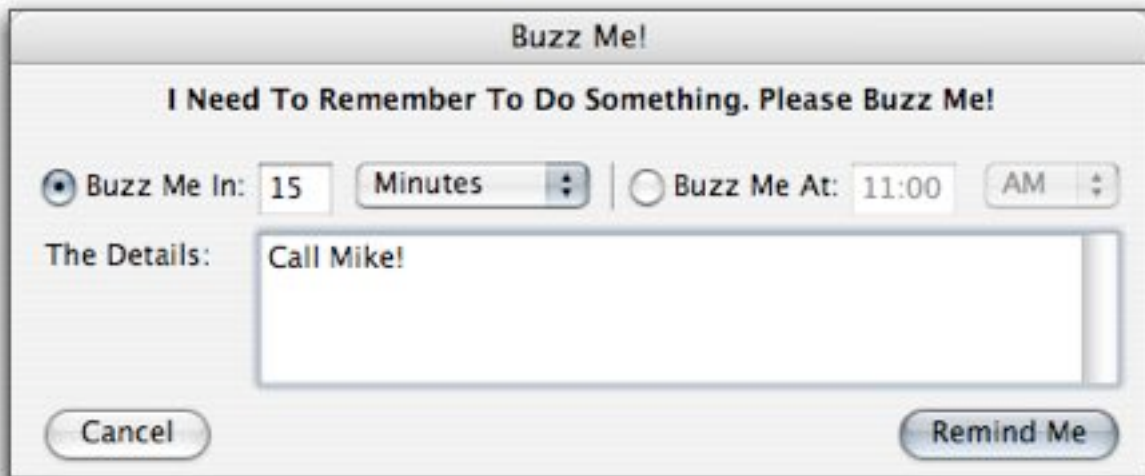 Buzz Me!
I Need To Remember To Do Something. Please Buzz Me!
Buzz Me In: 15 Minutes Buzz Me At: 11:00 AM
The Details: Call Mike!
Cancel Remind Me